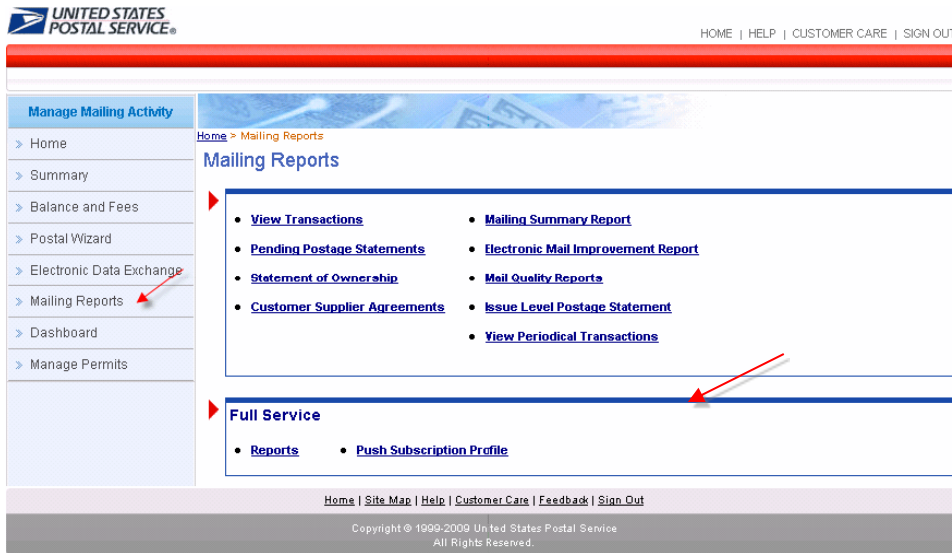 UNITED STATES
POSTAL SERVICE®
HOME | HELP | CUSTOMER CARE | SIGN OUT
Manage Mailing Activity
» Home
» Summary
» Balance and Fees
» Postal Wizard
» Electronic Data Exchange
» Mailing Reports
» Dashboard
» Manage Permits
Home > Mailing Reports
Mailing Reports
• View Transactions
• Pending Postage Statements
• Statement of Ownership
• Customer Supplier Agreements
• Mailing Summary Report
• Electronic Mail Improvement Report
• Mail Quality Reports
• Issue Level Postage Statement
• View Periodical Transactions
Full Service
• Reports • Push Subscription Profile
Home | Site Map | Help | Customer Care | Feedback | Sign Out
Copyright © 1999-2009 United States Postal Service
All Rights Reserved.